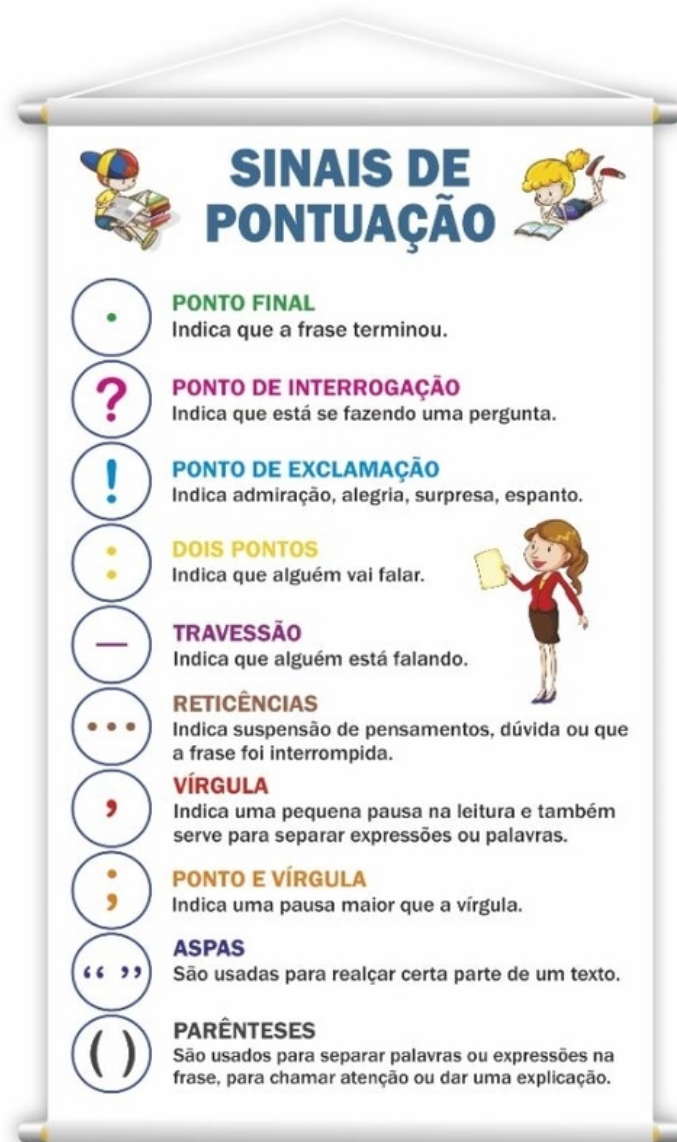 SINAIS DE
PONTUAÇÃO
.
PONTO FINAL
Indica que a frase terminou.
?
PONTO DE INTERROGAÇÃO
Indica que está se fazendo uma pergunta.
!
PONTO DE EXCLAMAÇÃO
Indica admiração, alegria, surpresa, espanto.
:
DOIS PONTOS
Indica que alguém vai falar.
—
TRAVESSÃO
Indica que alguém está falando.
...
RETICÊNCIAS
Indica suspensão de pensamentos, dúvida ou que
a frase foi interrompida.
,
VÍRGULA
Indica uma pequena pausa na leitura e também
serve para separar expressões ou palavras.
;
PONTO E VÍRGULA
Indica uma pausa maior que a vírgula.
“ ”
ASPAS
São usadas para realçar certa parte de um texto.
( )
PARÊNTESES
São usados para separar palavras ou expressões na
frase, para chamar atenção ou dar uma explicação.